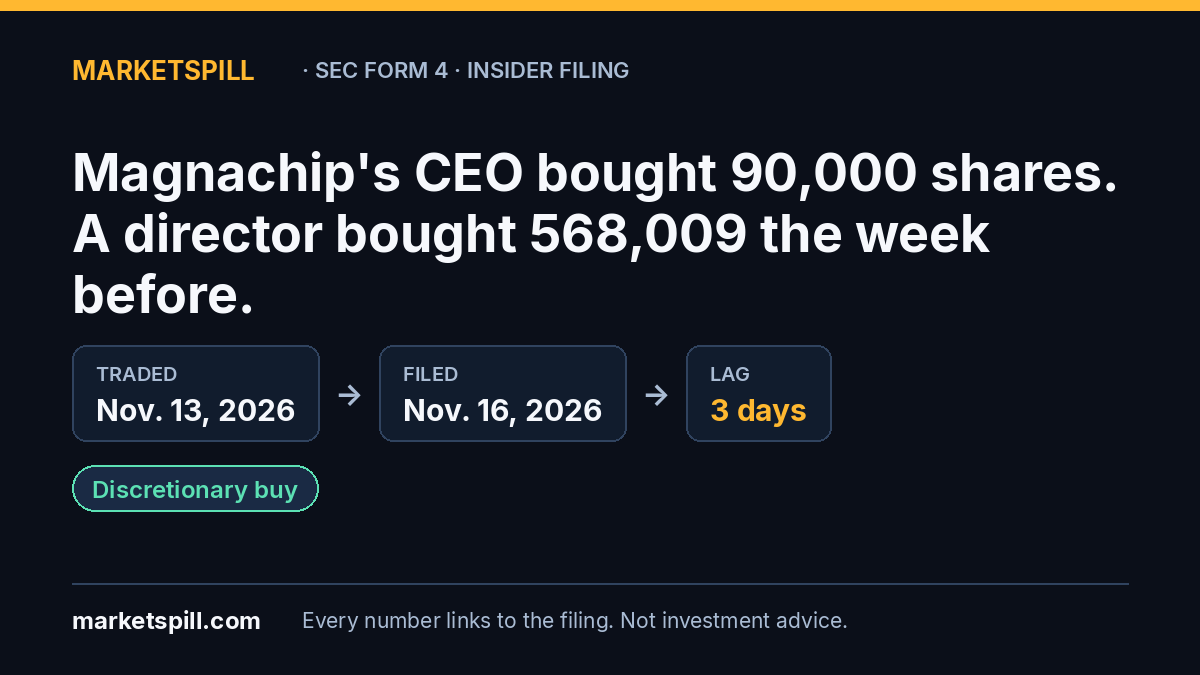 MARKETSPILL · SEC FORM 4 · INSIDER FILING
Magnachip's CEO bought 90,000 shares.
A director bought 568,009 the week
before.
TRADED → FILED → LAG
Nov. 13, 2026 Nov. 16, 2026 3 days
Discretionary buy
marketspill.com Every number links to the filing. Not investment advice.